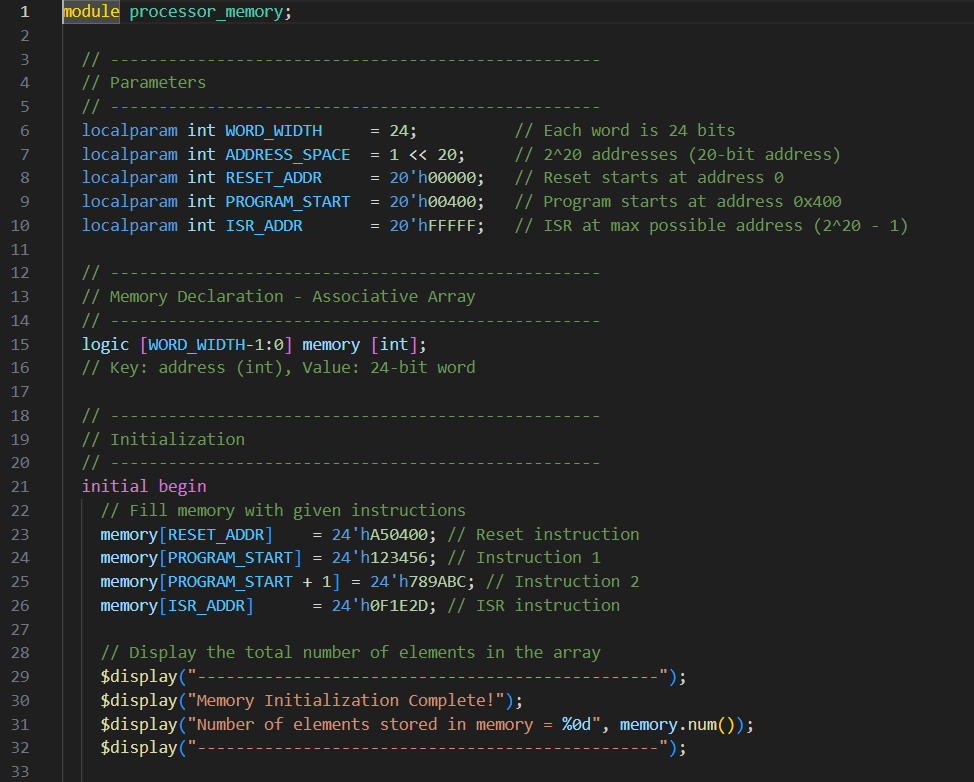 1 module processor_memory;
2
3 // ---------------------------------------------------
4 // Parameters
5 // ---------------------------------------------------
6 localparam int WORD_WIDTH     = 24;          // Each word is 24 bits
7 localparam int ADDRESS_SPACE  = 1 << 20;     // 2^20 addresses (20-bit address)
8 localparam int RESET_ADDR     = 20'h00000;   // Reset starts at address 0
9 localparam int PROGRAM_START  = 20'h00400;   // Program starts at address 0x400
10 localparam int ISR_ADDR       = 20'hFFFFF;   // ISR at max possible address (2^20 - 1)
11
12 // ---------------------------------------------------
13 // Memory Declaration - Associative Array
14 // ---------------------------------------------------
15 logic [WORD_WIDTH-1:0] memory [int];
16 // Key: address (int), Value: 24-bit word
17
18 // ---------------------------------------------------
19 // Initialization
20 // ---------------------------------------------------
21 initial begin
22   // Fill memory with given instructions
23   memory[RESET_ADDR]    = 24'hA50400; // Reset instruction
24   memory[PROGRAM_START] = 24'h123456; // Instruction 1
25   memory[PROGRAM_START + 1] = 24'h789ABC; // Instruction 2
26   memory[ISR_ADDR]      = 24'h0F1E2D; // ISR instruction
27
28   // Display the total number of elements in the array
29   $display("------------------------------------------------");
30   $display("Memory Initialization Complete!");
31   $display("Number of elements stored in memory = %0d", memory.num());
32   $display("------------------------------------------------");
33